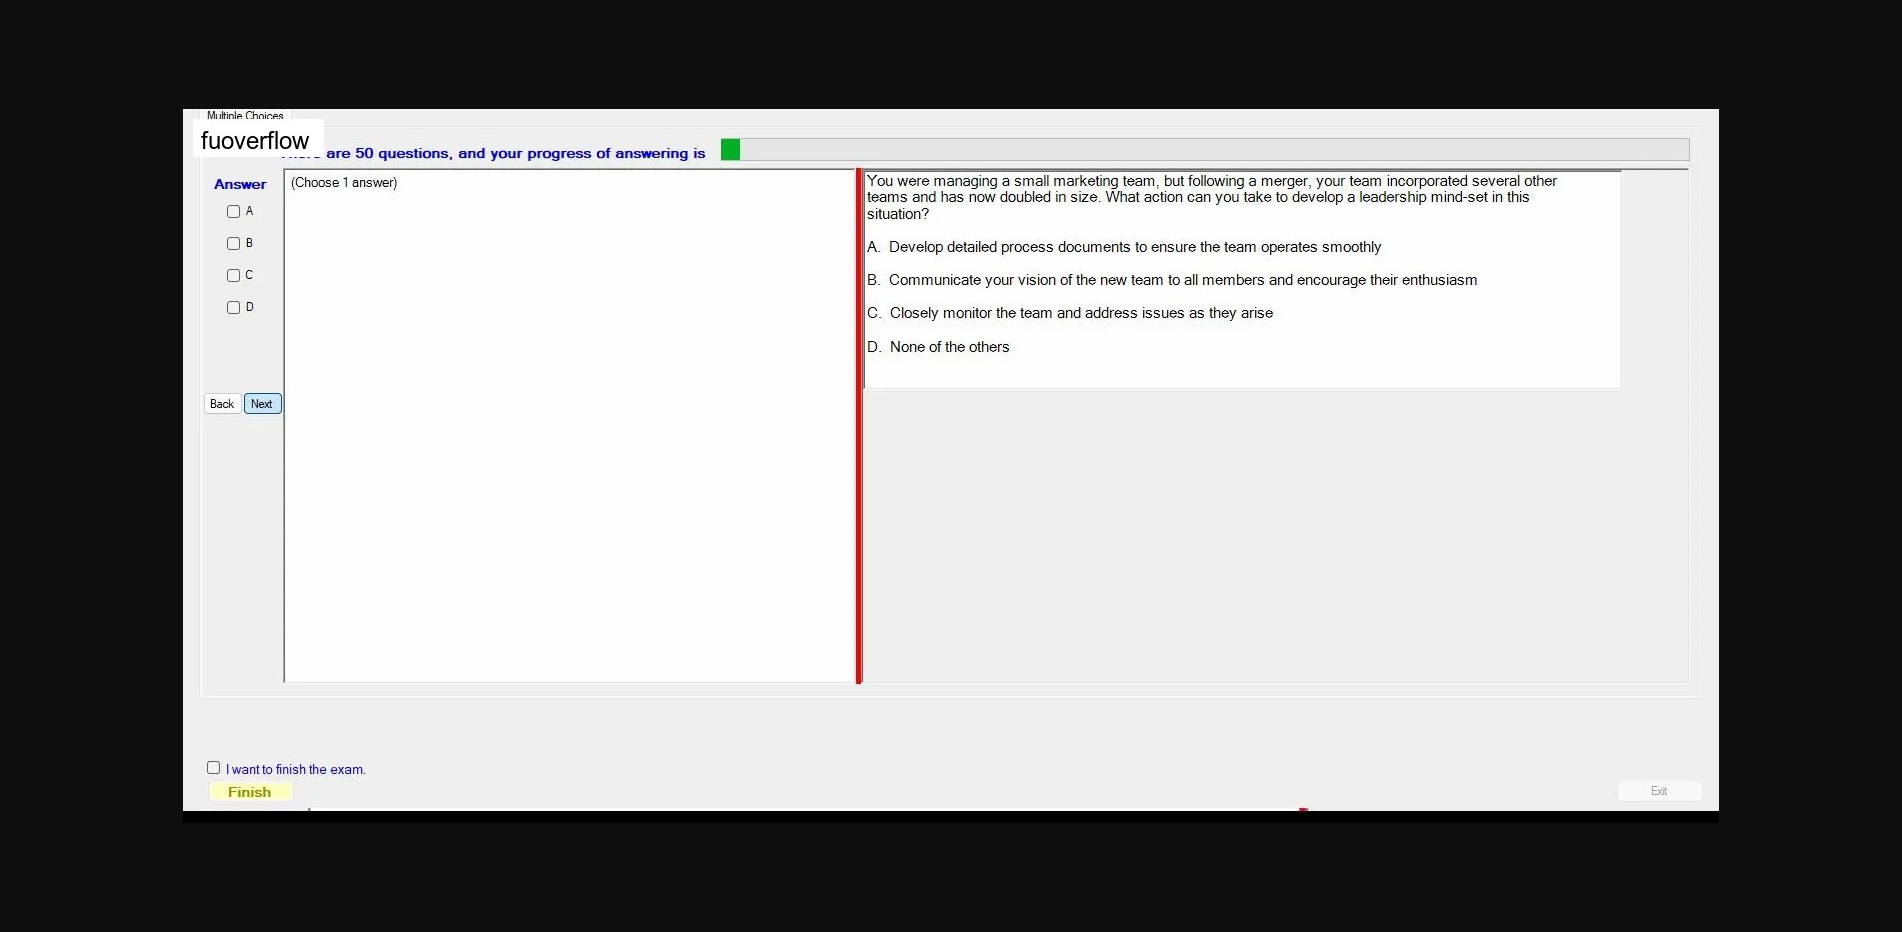 Multiple Choices
fuoverflow
are 50 questions, and your progress of answering is
Answer
A
B
C
D
Back Next
(Choose 1 answer)
You were managing a small marketing team, but following a merger, your team incorporated several other
teams and has now doubled in size. What action can you take to develop a leadership mind-set in this
situation?
A. Develop detailed process documents to ensure the team operates smoothly
B. Communicate your vision of the new team to all members and encourage their enthusiasm
C. Closely monitor the team and address issues as they arise
D. None of the others
I want to finish the exam.
Finish
Exit